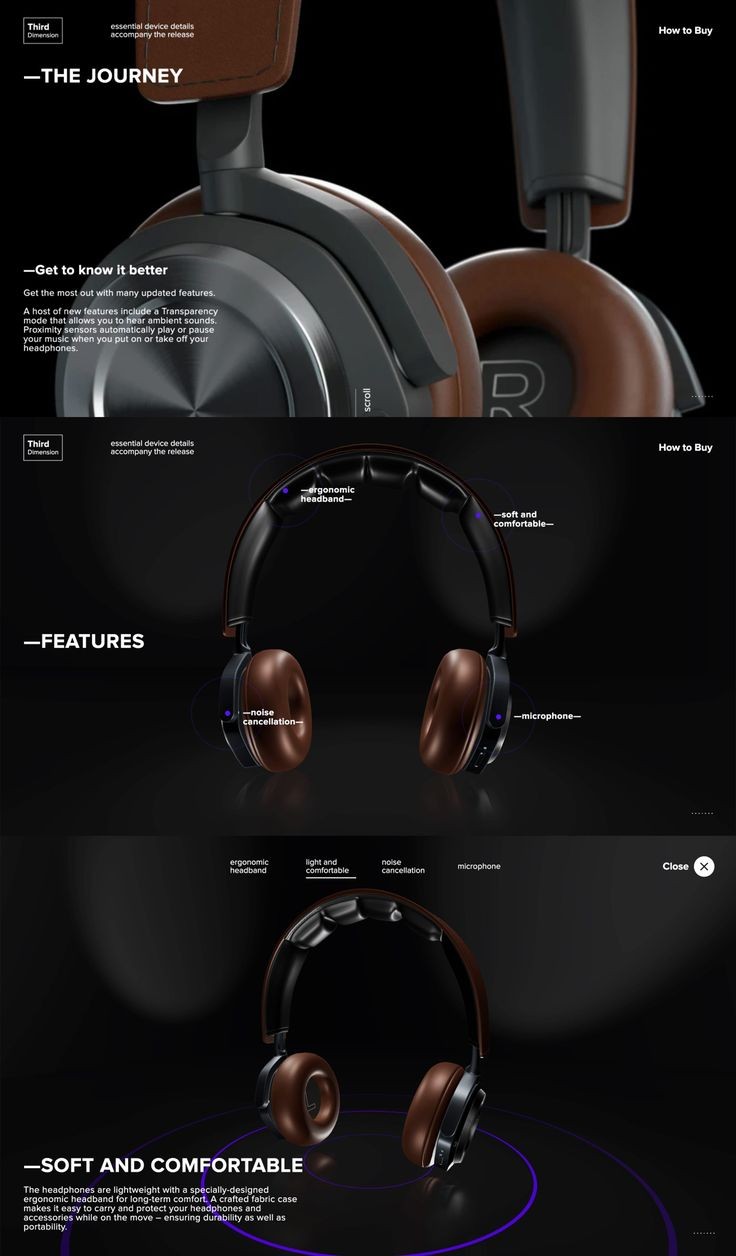 Third
Dimension
essential device details
accompany the release
How to Buy
—THE JOURNEY
—Get to know it better
Get the most out with many updated features.
A host of new features include a Transparency
mode that allows you to hear ambient sounds.
Proximity sensors automatically play or pause
your music when you put on or take off your
headphones.
scroll
R
Third
Dimension
essential device details
accompany the release
How to Buy
—ergonomic
headband—
—soft and
comfortable—
—FEATURES
—noise
cancellation—
—microphone—
ergonomic
headband
light and
comfortable
noise
cancellation
microphone
Close
L
—SOFT AND COMFORTABLE
The headphones are lightweight with a specially-designed
ergonomic headband for long-term comfort. A crafted fabric case
makes it easy to carry and protect your headphones and
accessories while on the move – ensuring durability as well as
portability.